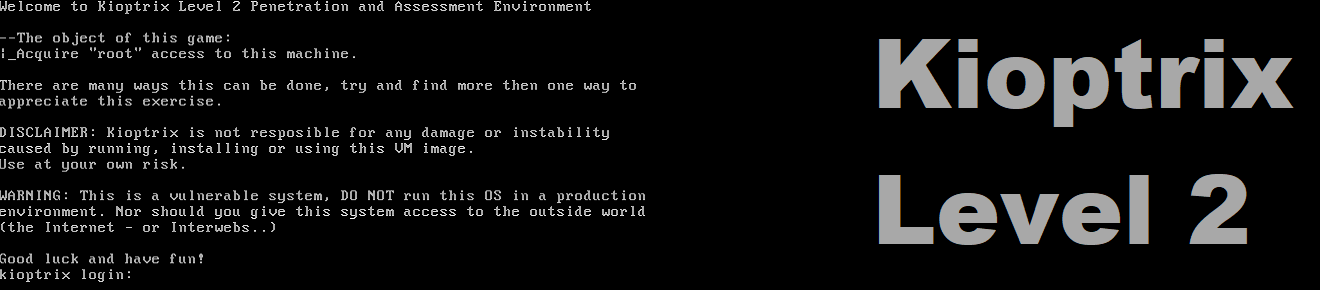 Welcome to Kioptrix Level 2 Penetration and Assessment Environment
--The object of this game:
|_Acquire "root" access to this machine.
There are many ways this can be done, try and find more then one way to
appreciate this exercise.
DISCLAIMER: Kioptrix is not resposible for any damage or instability
caused by running, installing or using this VM image.
Use at your own risk.
WARNING: This is a vulnerable system, DO NOT run this OS in a production
environment. Nor should you give this system access to the outside world
(the Internet - or Interwebs..)
Good luck and have fun!
kioptrix login:
Kioptrix
Level 2